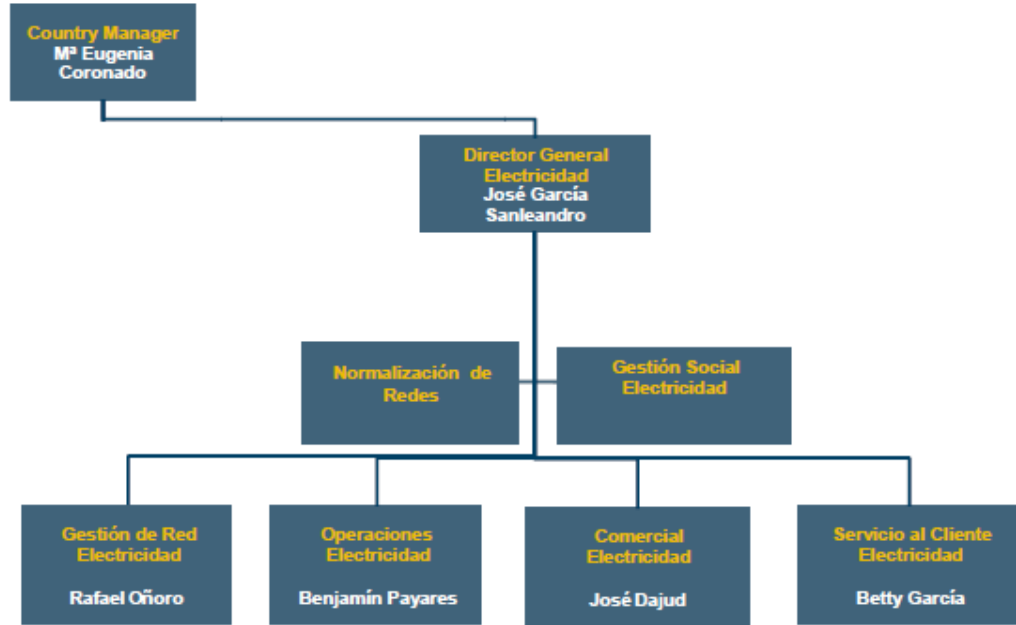 Country Manager
Mª Eugenia
Coronado
Director General
Electricidad
José García
Sanleandro
Normalización de
Redes
Gestión Social
Electricidad
Gestión de Red
Electricidad
Rafael Oñoro
Operaciones
Electricidad
Benjamín Payares
Comercial
Electricidad
José Dajud
Servicio al Cliente
Electricidad
Betty García